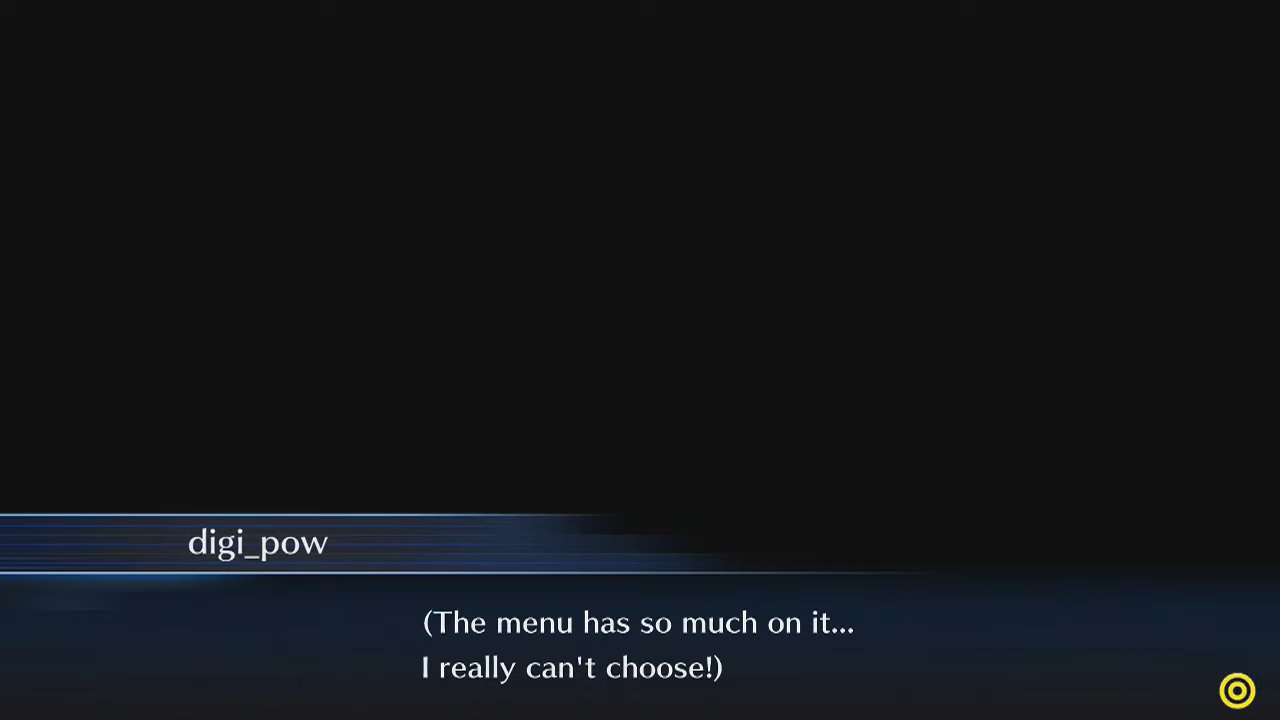 digi_pow
(The menu has so much on it...
I really can't choose!)